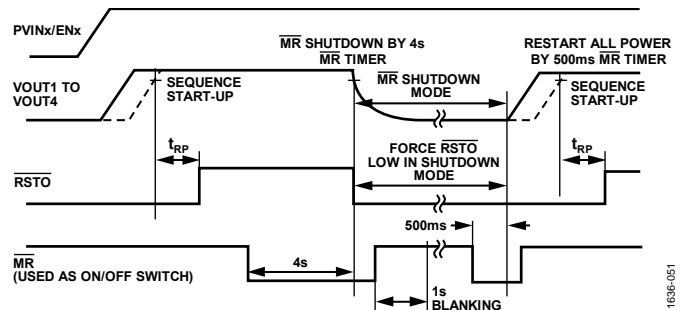 PVINx/ENx
MR SHUTDOWN BY 4s
MR TIMER
RESTART ALL POWER
BY 500ms MR TIMER
VOUT1 TO
VOUT4
SEQUENCE
START-UP
MR SHUTDOWN
MODE
SEQUENCE
START-UP
tRP
FORCE RSTO
LOW IN SHUTDOWN
MODE
tRP
RSTO
500ms
MR
(USED AS ON/OFF SWITCH)
4s
1s
BLANKING
1636-051